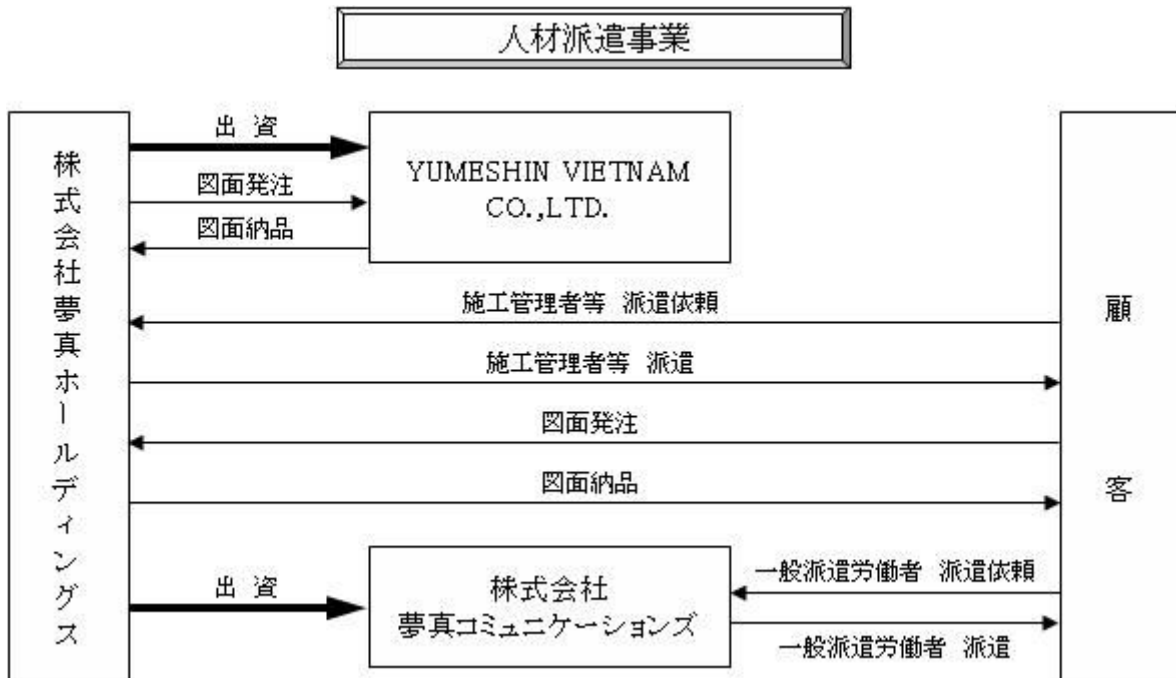 人材派遣事業
株式会社夢真ホールディングス
出 資
YUMESHIN VIETNAM
CO.,LTD.
図面発注
図面納品
施工管理者等 派遣依頼
施工管理者等 派遣
図面発注
図面納品
顧客
出 資
株式会社
夢真コミュニケーションズ
一般派遣労働者 派遣依頼
一般派遣労働者 派遣